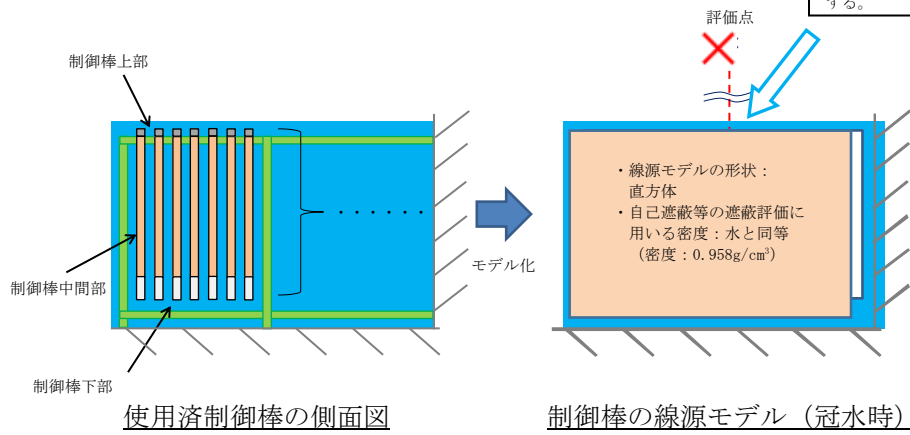 する。
評価点
制御棒上部
・線源モデルの形状：
直方体
・自己遮蔽等の遮蔽評価に
用いる密度：水と同等
（密度：0.958g/cm³）
・・・・・・
モデル化
制御棒中間部
制御棒下部
使用済制御棒の側面図
制御棒の線源モデル（冠水時）